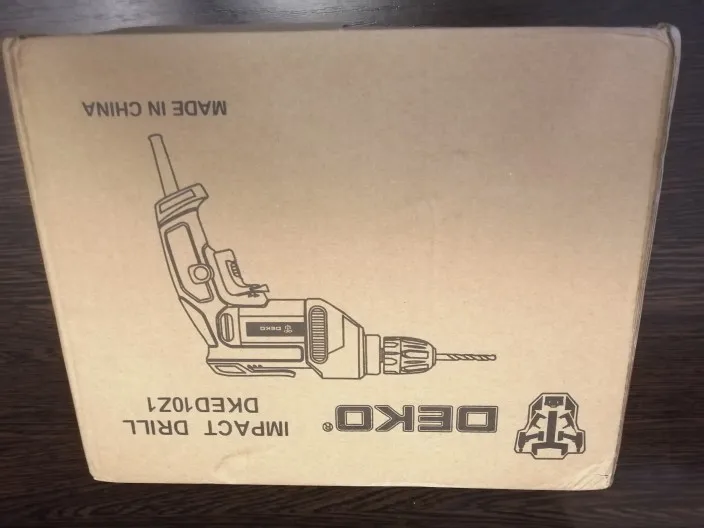 DEKO®
IMPACT DRILL
DKED10Z1
DEKO
MADE IN CHINA